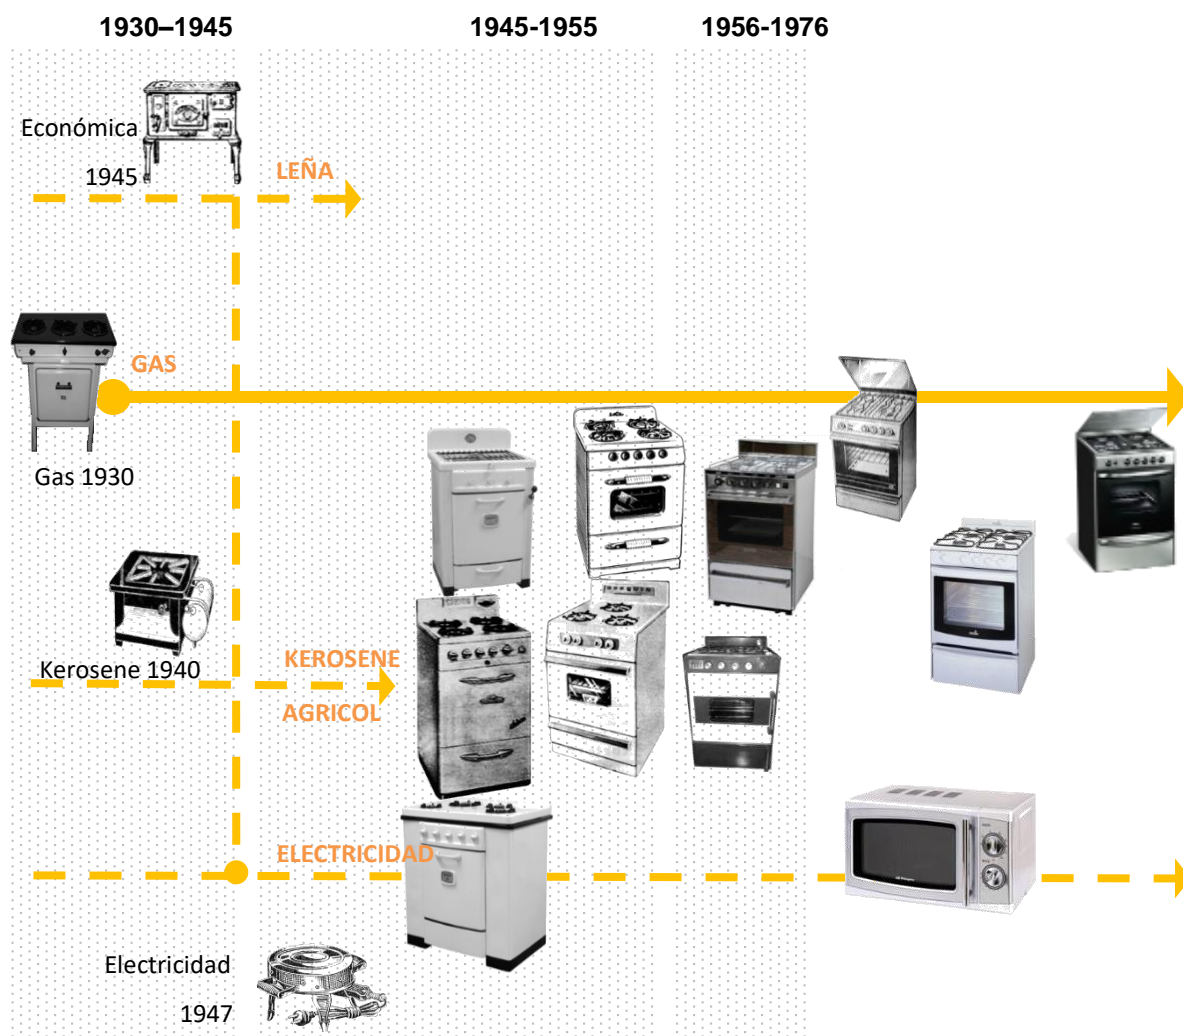 1930–1945
1945-1955
1956-1976
Económica
1945
LEÑA
GAS
Gas 1930
Kerosene 1940
KEROSENE
AGRICOL
ELECTRICIDAD
Electricidad
1947